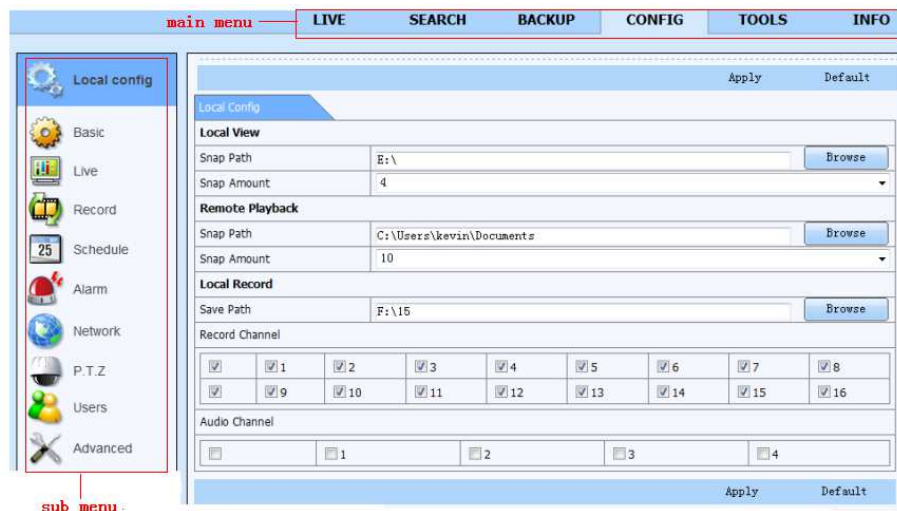 main menu
LIVE SEARCH BACKUP CONFIG TOOLS INFO
Local config
Basic
Live
Record
25 Schedule
Alarm
Network
P.T.Z
Users
Advanced
sub menu.
Apply Default
Local Config
Local View
Snap Path E:\ Browse
Snap Amount 4
Remote Playback
Snap Path C:\Users\kevin\Documents Browse
Snap Amount 10
Local Record
Save Path F:\15 Browse
Record Channel
1 2 3 4 5 6 7 8
9 10 11 12 13 14 15 16
Audio Channel
1 2 3 4
Apply Default